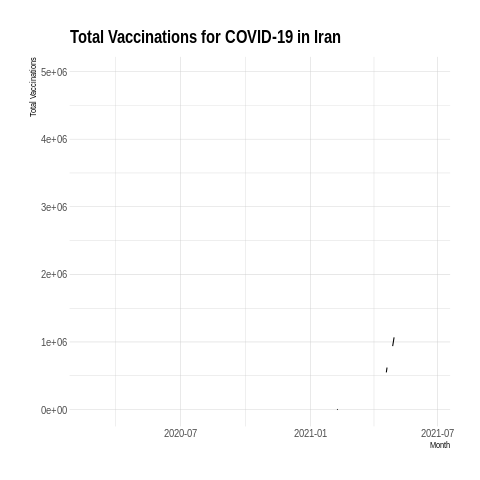 Total Vaccinations for COVID-19 in Iran
Total Vaccinations
5e+06
4e+06
3e+06
2e+06
1e+06
0e+00
2020-07 2021-01 2021-07
Month